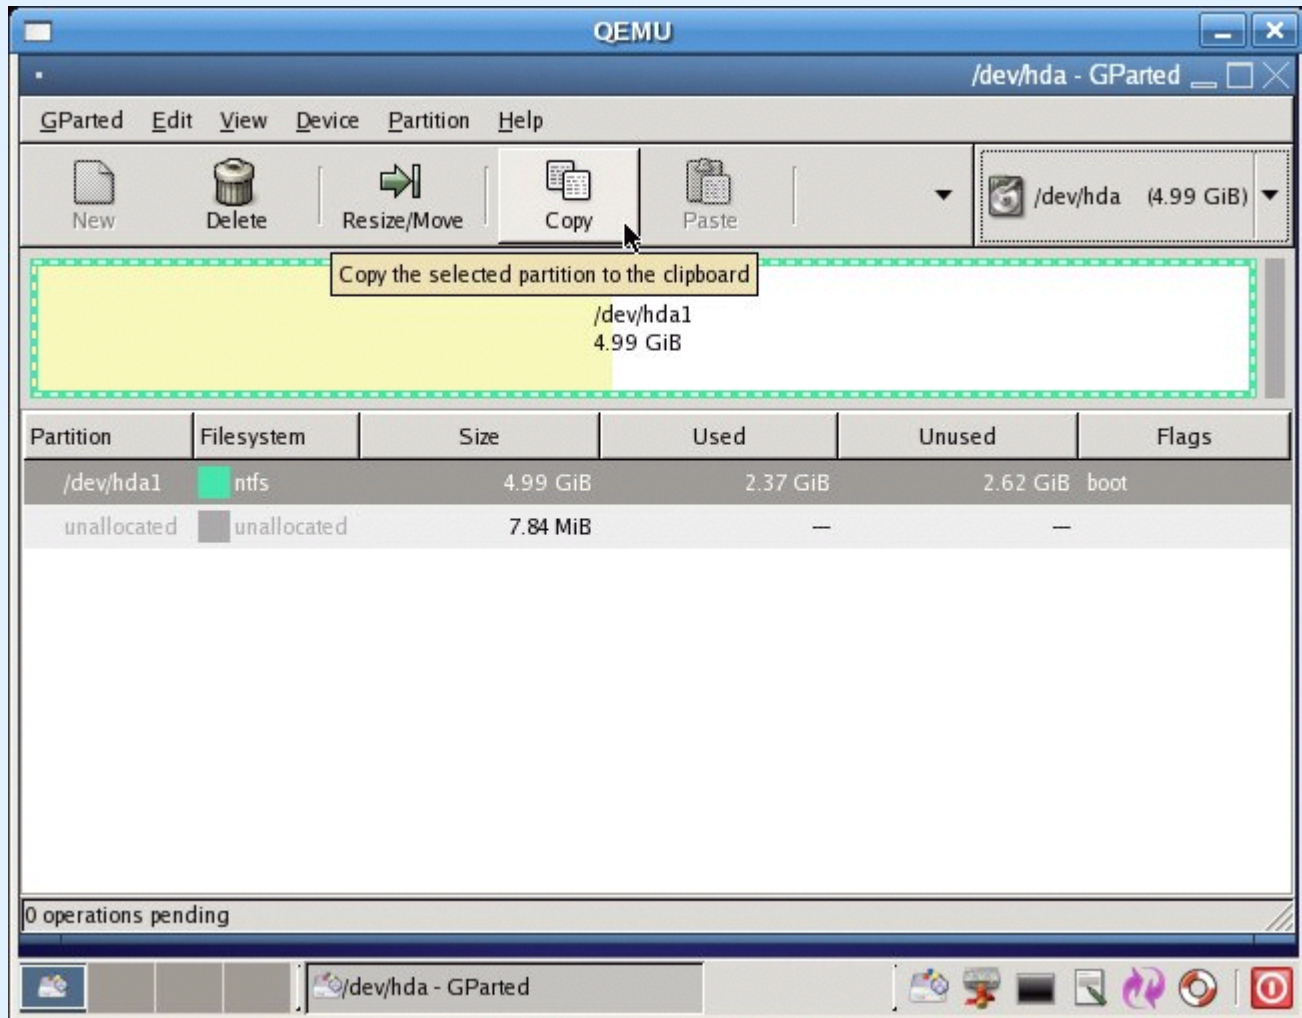 QEMU
/dev/hda - GParted
GParted Edit View Device Partition Help
New Delete Resize/Move Copy Paste /dev/hda (4.99 GiB)
Copy the selected partition to the clipboard
/dev/hda1
4.99 GiB
Partition Filesystem Size Used Unused Flags
/dev/hda1 ntfs 4.99 GiB 2.37 GiB 2.62 GiB boot
unallocated unallocated 7.84 MiB — —
0 operations pending
/dev/hda - GParted